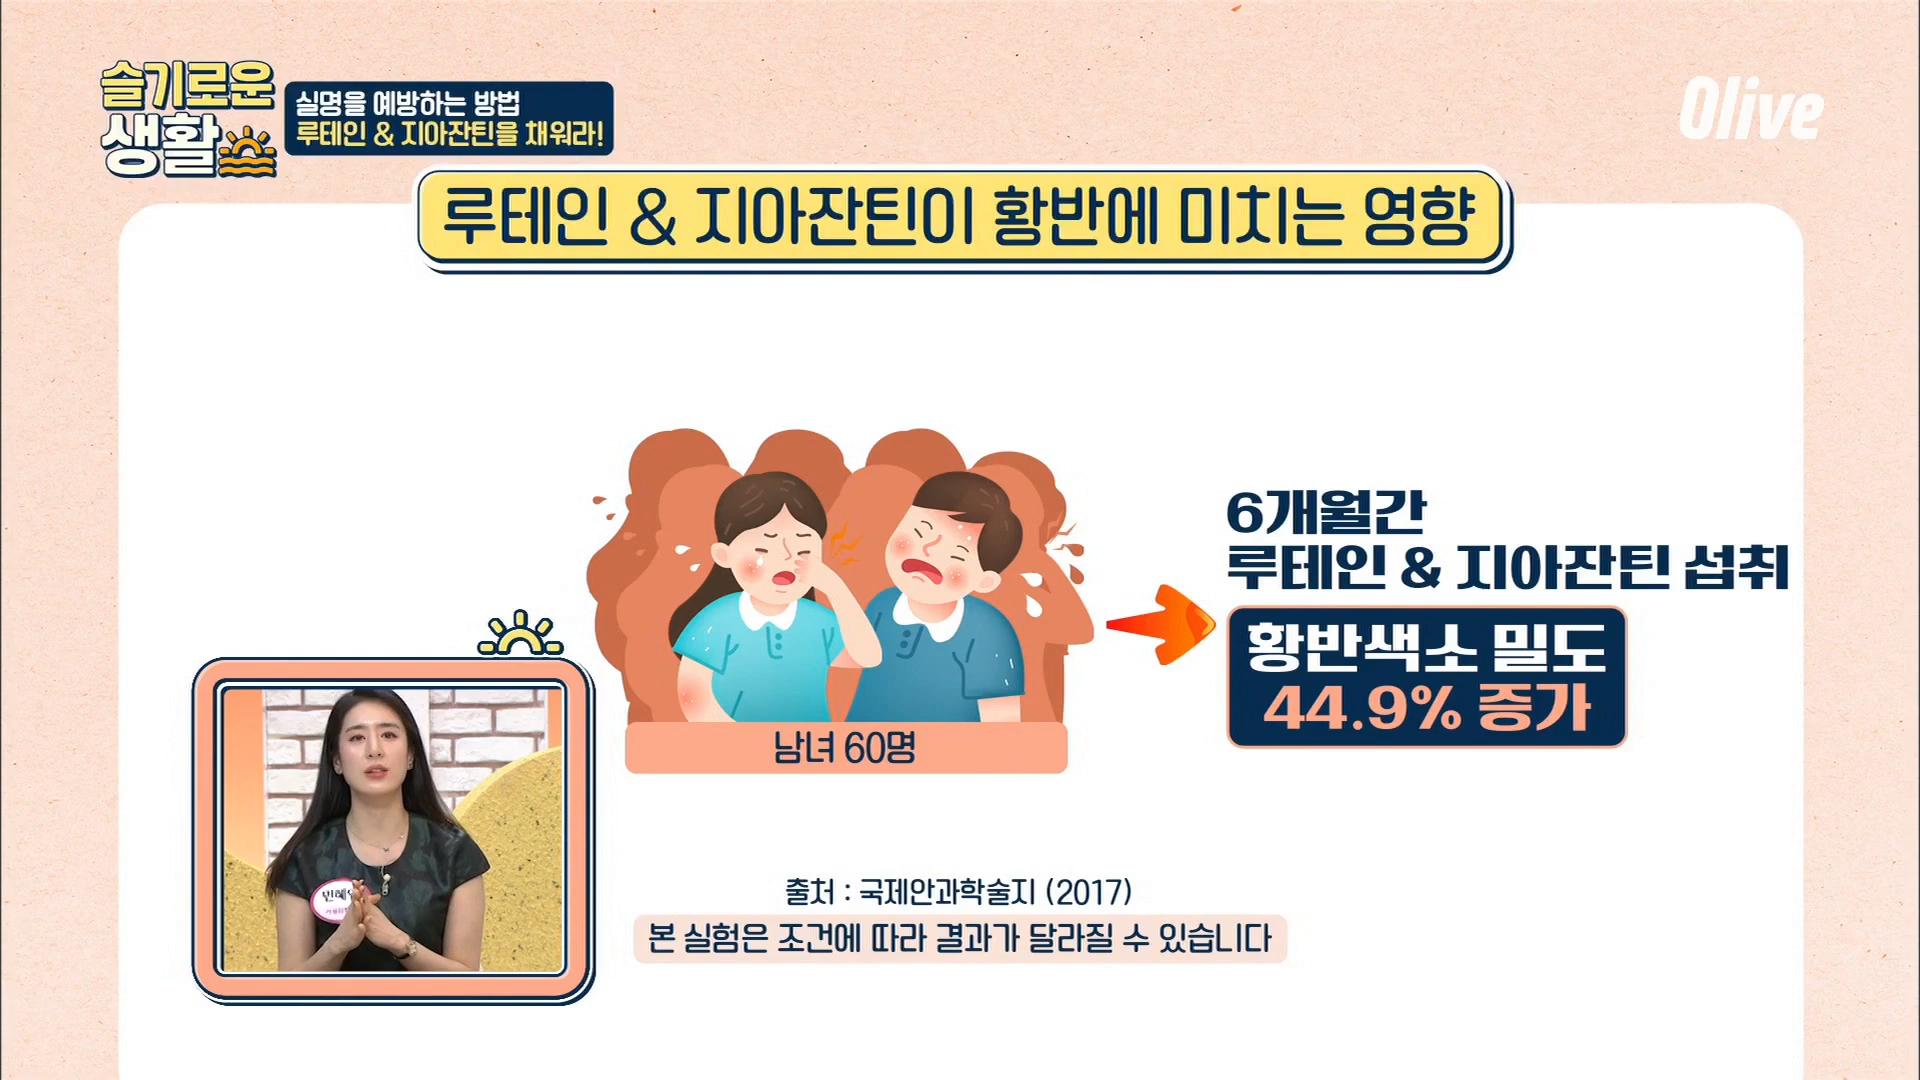 슬기로운
생활
실명을 예방하는 방법
루테인 & 지아잔틴을 채워라!
Olive
루테인 & 지아잔틴이 황반에 미치는 영향
6개월간
루테인 & 지아잔틴 섭취
황반색소 밀도
44.9% 증가
남녀 60명
출처 : 국제안과학술지 (2017)
본 실험은 조건에 따라 결과가 달라질 수 있습니다